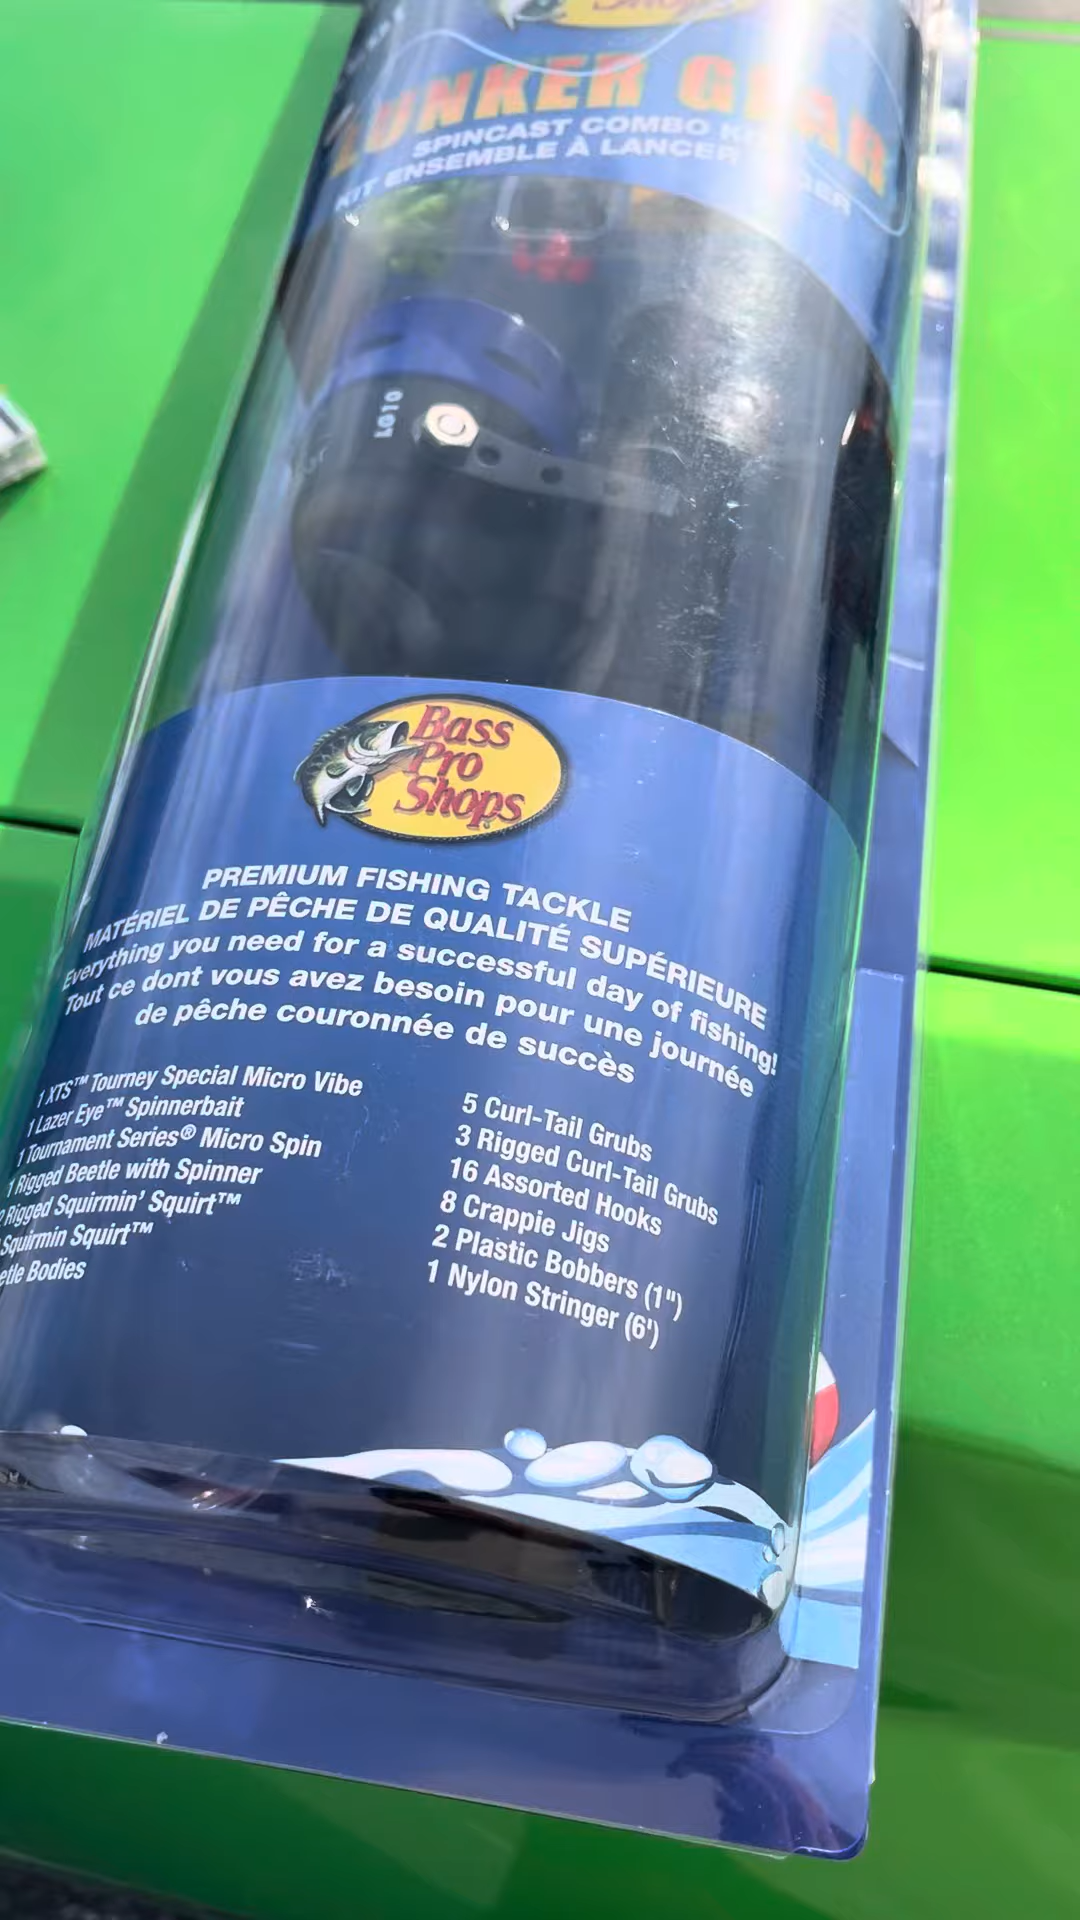 Shops
LUNKER GEAR
SPINCAST COMBO
KIT ENSEMBLE À LANCER
LG10
Bass
Pro
Shops
PREMIUM FISHING TACKLE
MATÉRIEL DE PÊCHE DE QUALITÉ SUPÉRIEURE
Everything you need for a successful day of fishing!
Tout ce dont vous avez besoin pour une journée
de pêche couronnée de succès
1 XTS™ Tourney Special Micro Vibe
1 Lazer Eye™ Spinnerbait
1 Tournament Series® Micro Spin
1 Rigged Beetle with Spinner
2 Rigged Squirmin' Squirt™
Squirmin Squirt™
Bodies
5 Curl-Tail Grubs
3 Rigged Curl-Tail Grubs
16 Assorted Hooks
8 Crappie Jigs
2 Plastic Bobbers (1")
1 Nylon Stringer (6')